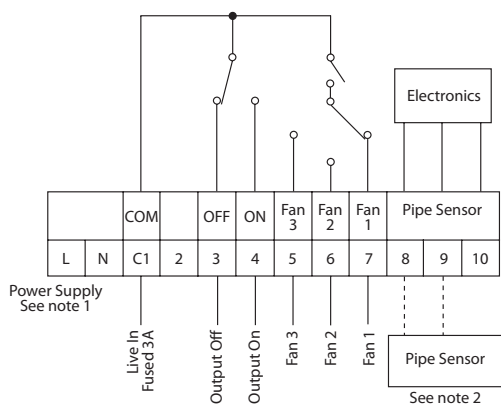 Electronics
COM
OFF
ON
Fan
3
Fan
2
Fan
1
Pipe Sensor
L
N
C1
2
3
4
5
6
7
8
9
10
Power Supply
See note 1
Live In
Fused 3A
Output Off
Output On
Fan 3
Fan 2
Fan 1
Pipe Sensor
See note 2